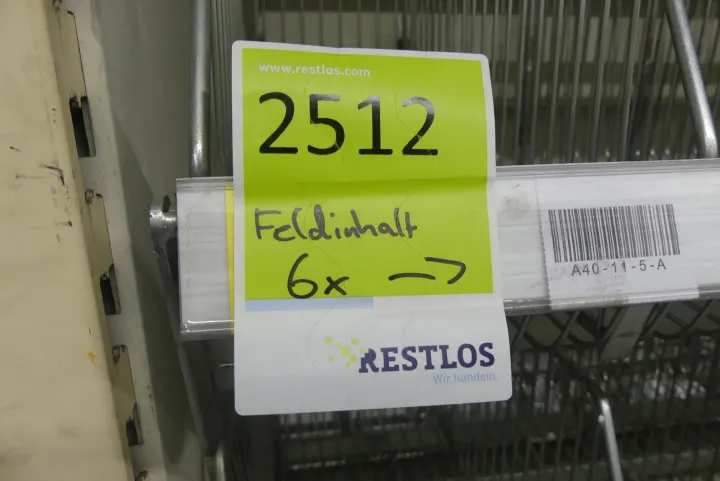 www.restlos.com
2512
Feldinhalt
6x →
A40-11-5-A
RESTLOS
Wir handeln.